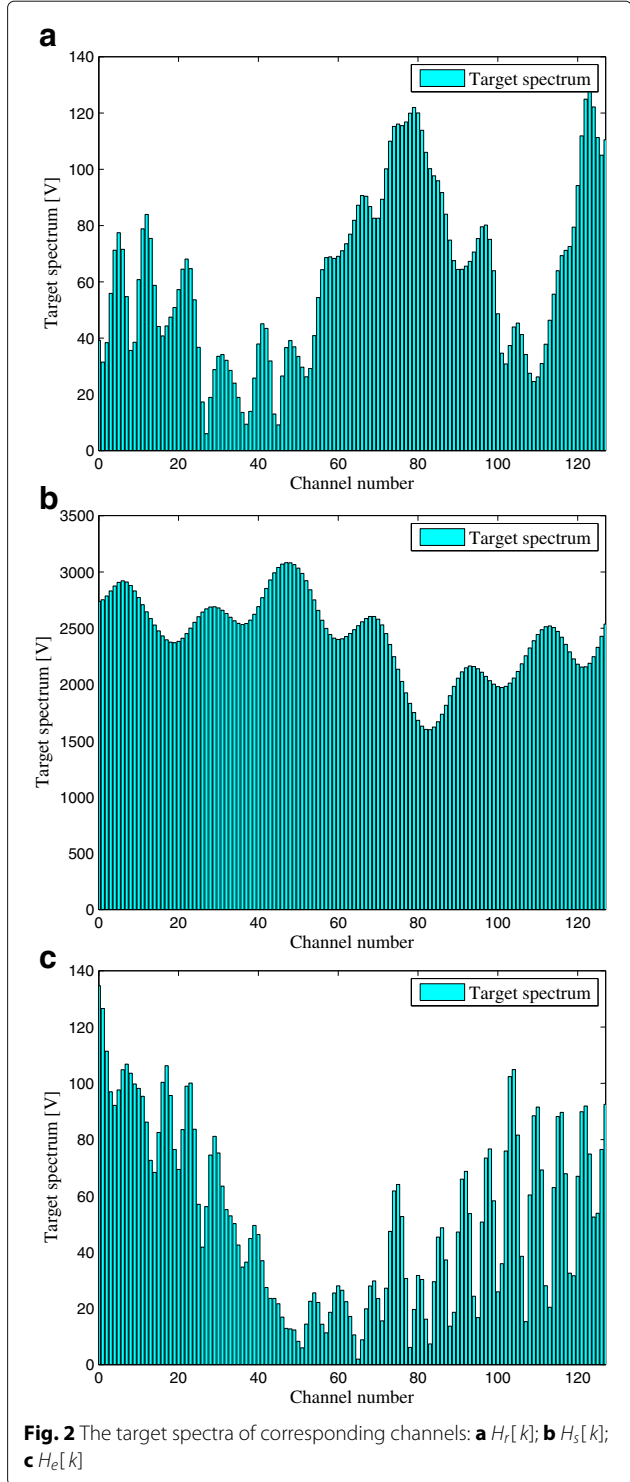 a
140
120
100
80
60
40
20
0
Target spectrum [V]
Target spectrum
0 20 40 60 80 100 120
Channel number
b
3500
3000
2500
2000
1500
1000
500
0
Target spectrum [V]
Target spectrum
0 20 40 60 80 100 120
Channel number
c
140
120
100
80
60
40
20
0
Target spectrum [V]
Target spectrum
0 20 40 60 80 100 120
Channel number
Fig. 2 The target spectra of corresponding channels: a Hr[k]; b Hs[k];
c He[k]